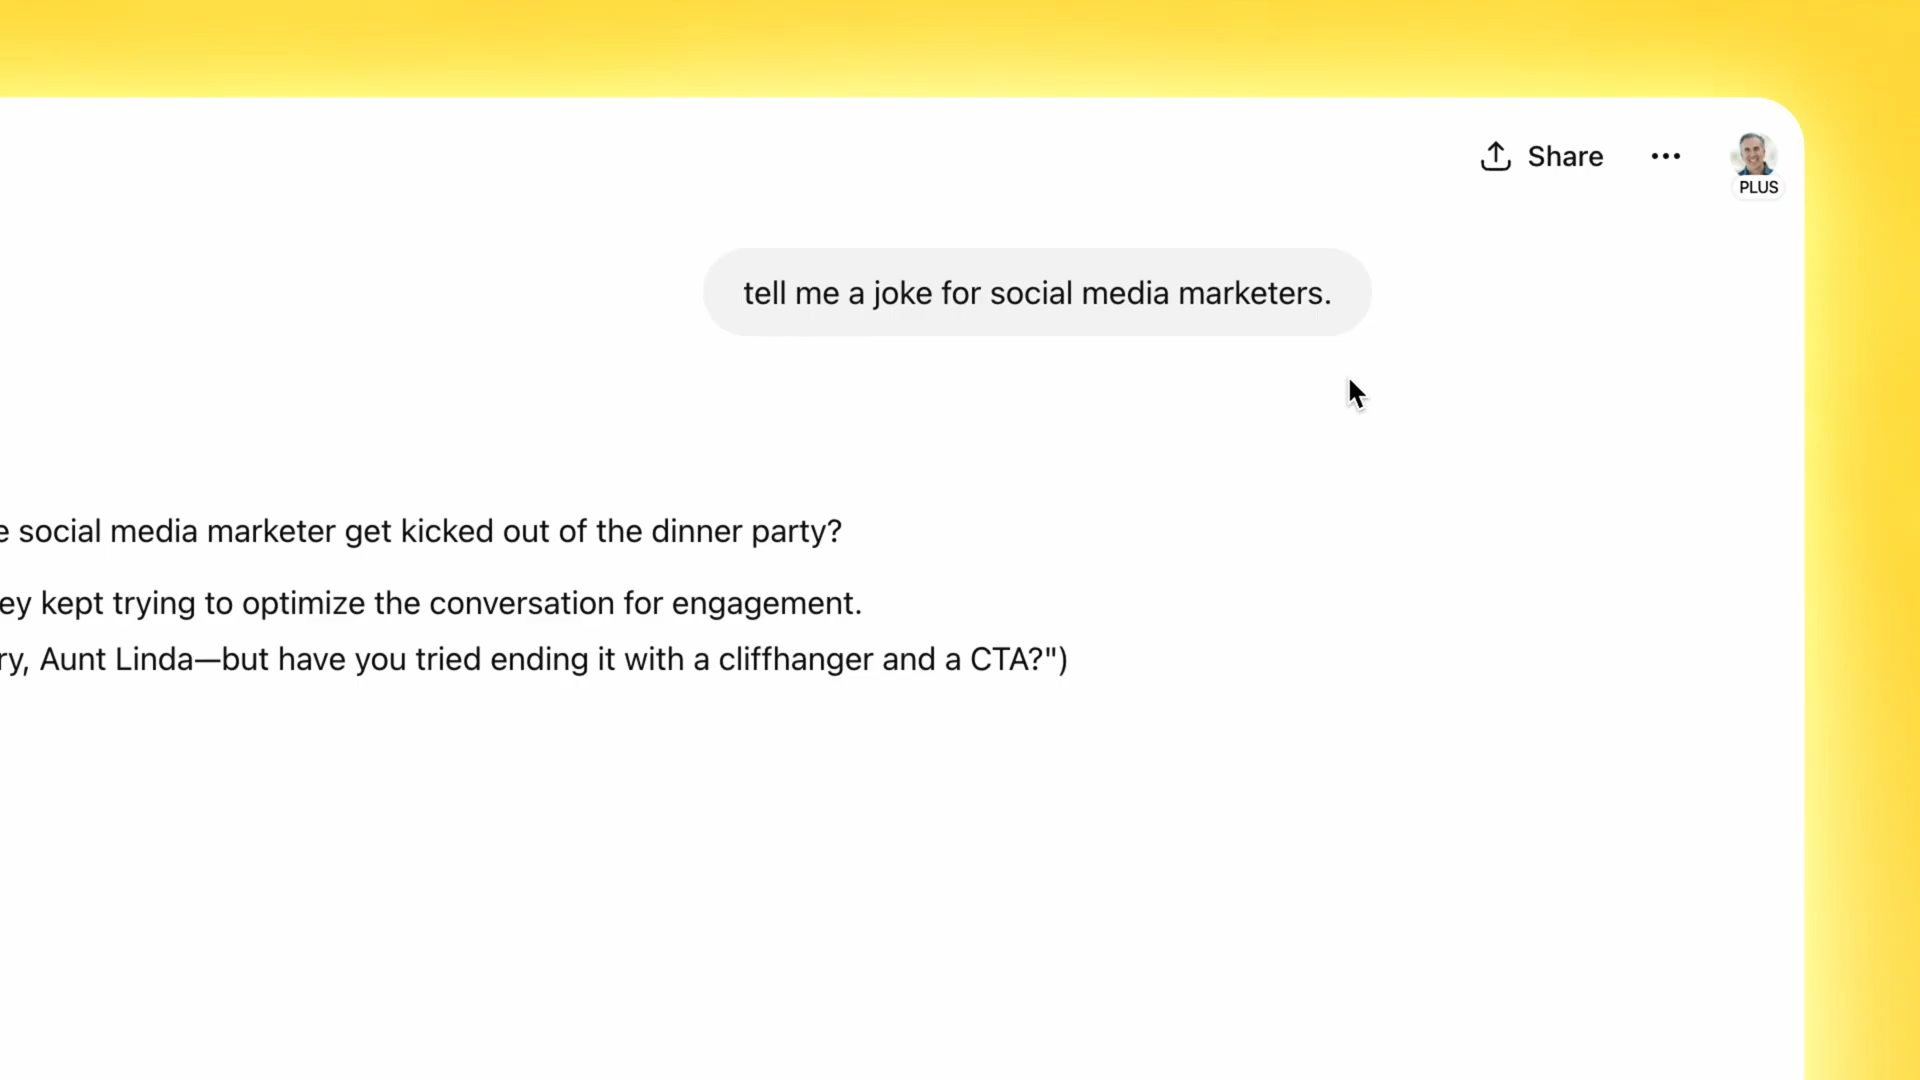 Share
PLUS
tell me a joke for social media marketers.
social media marketer get kicked out of the dinner party?
kept trying to optimize the conversation for engagement.
Aunt Linda—but have you tried ending it with a cliffhanger and a CTA?")